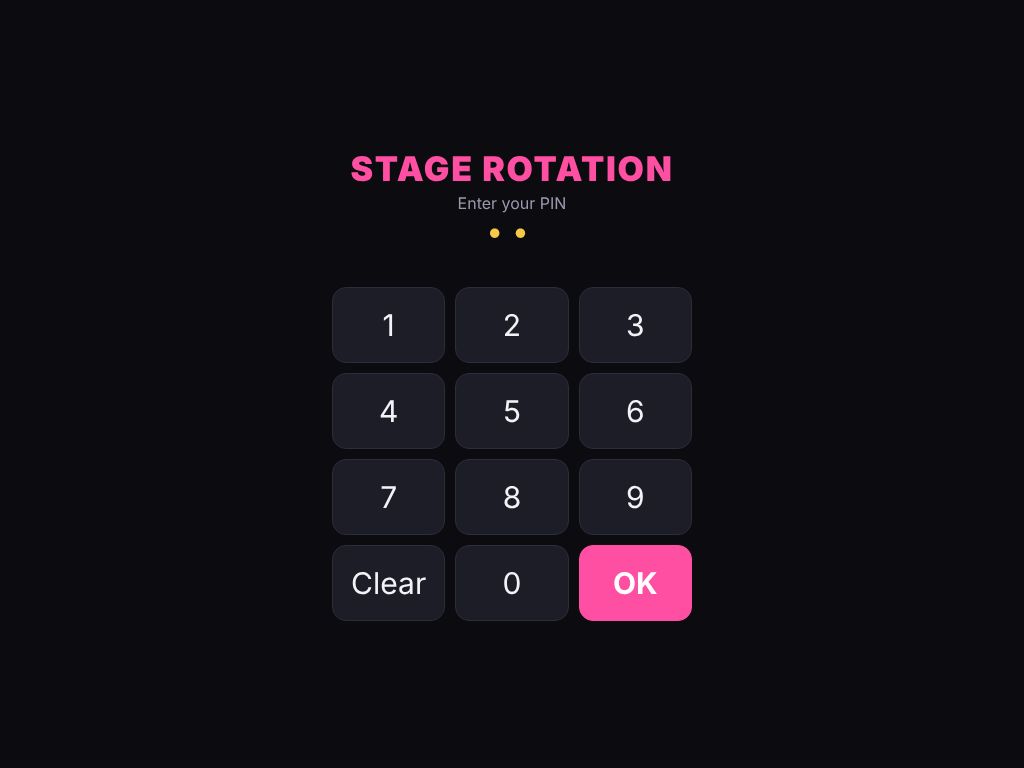 STAGE ROTATION
Enter your PIN
1 2 3
4 5 6
7 8 9
Clear 0 OK